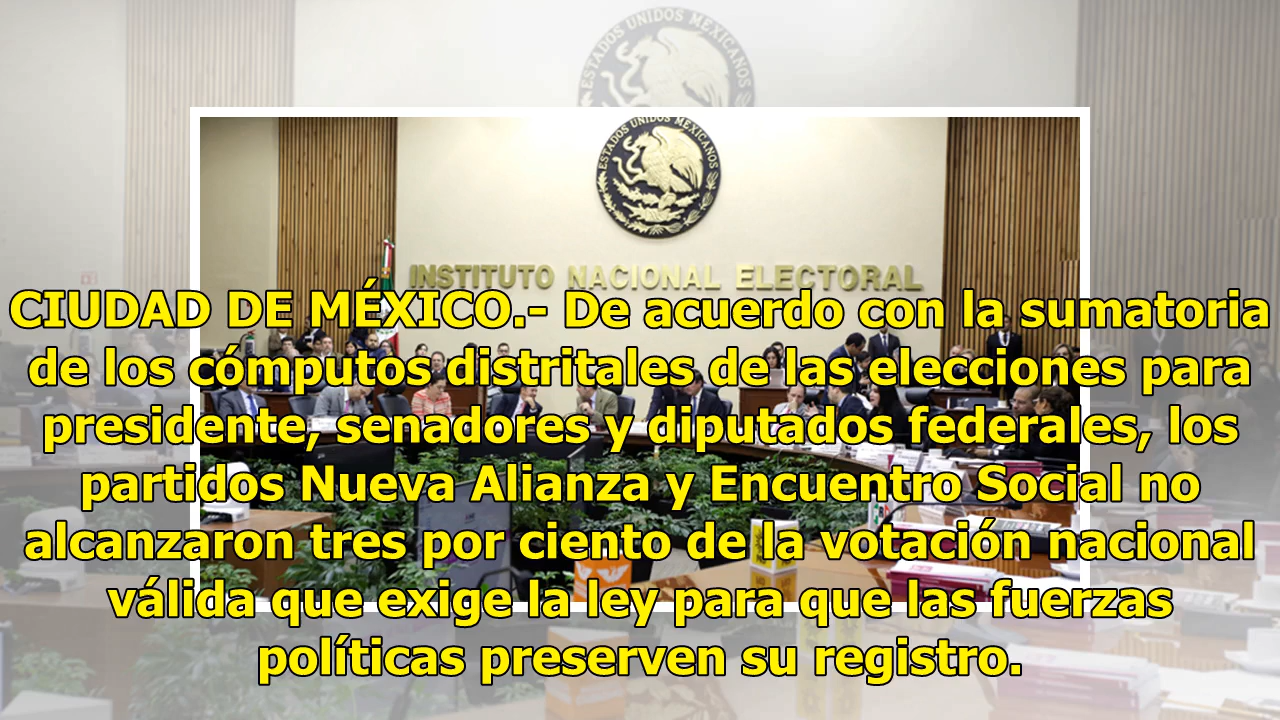 ESTADOS UNIDOS MEXICANOS
ESTADOS UNIDOS MEXICANOS
INSTITUTO NACIONAL ELECTORAL
CIUDAD DE MÉXICO.- De acuerdo con la sumatoria
de los cómputos distritales de las elecciones para
presidente, senadores y diputados federales, los
partidos Nueva Alianza y Encuentro Social no
alcanzaron tres por ciento de la votación nacional
válida que exige la ley para que las fuerzas
políticas preserven su registro.